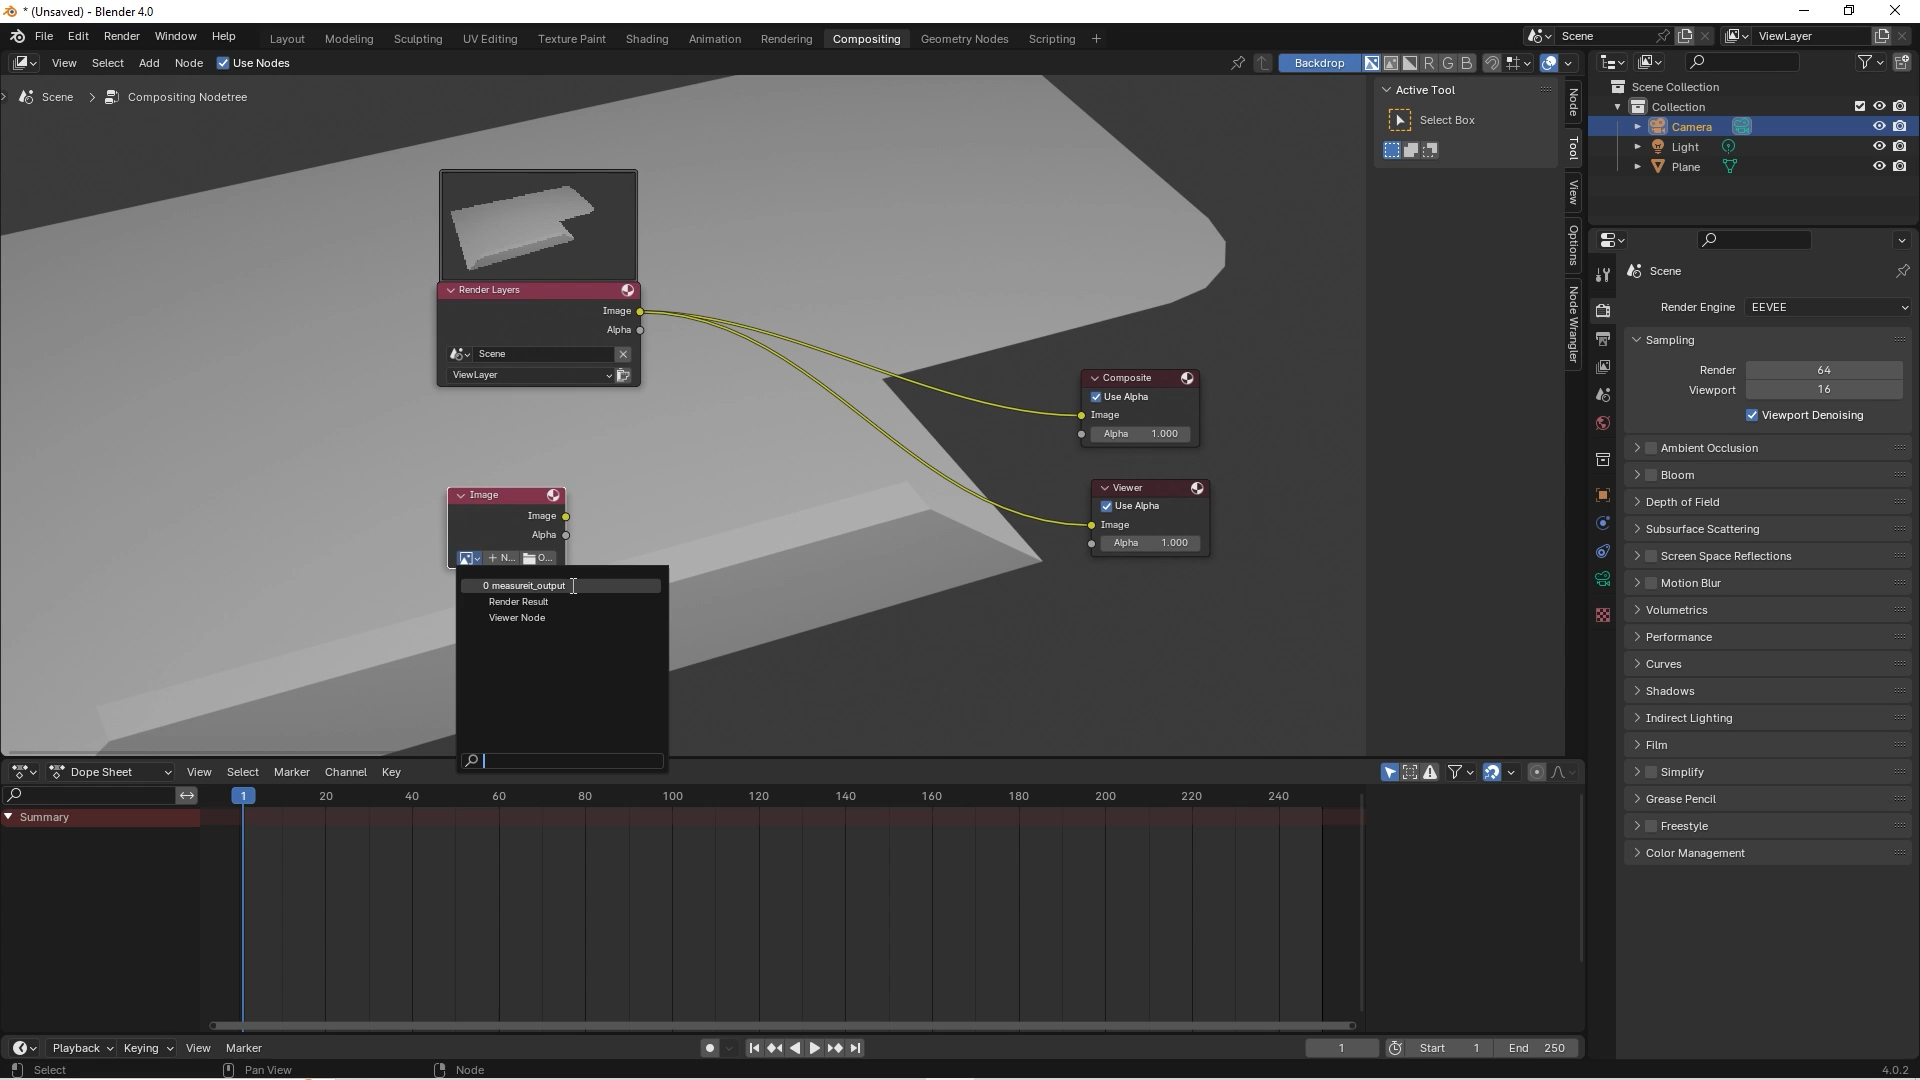 * (Unsaved) - Blender 4.0
File Edit Render Window Help
Layout Modeling Sculpting UV Editing Texture Paint Shading Animation Rendering Compositing Geometry Nodes Scripting +
Scene
ViewLayer
View Select Add Node Use Nodes
Backdrop
R G B
Scene > Compositing Nodetree
Active Tool
Select Box
Node
Tool
View
Options
Node Wrangler
Render Layers
Image
Alpha
Scene
ViewLayer
Composite
Use Alpha
Image
Alpha 1.000
Viewer
Use Alpha
Image
Alpha 1.000
Image
Image
Alpha
+ N... O...
0 measureit_output
Render Result
Viewer Node
Scene Collection
Collection
Camera
Light
Plane
Scene
Render Engine EEVEE
Sampling
Render 64
Viewport 16
Viewport Denoising
Ambient Occlusion
Bloom
Depth of Field
Subsurface Scattering
Screen Space Reflections
Motion Blur
Volumetrics
Performance
Curves
Shadows
Indirect Lighting
Film
Simplify
Grease Pencil
Freestyle
Color Management
Dope Sheet View Select Marker Channel Key
1 20 40 60 80 100 120 140 160 180 200 220 240
Summary
Playback Keying View Marker
1 Start 1 End 250
Select Pan View Node 4.0.2